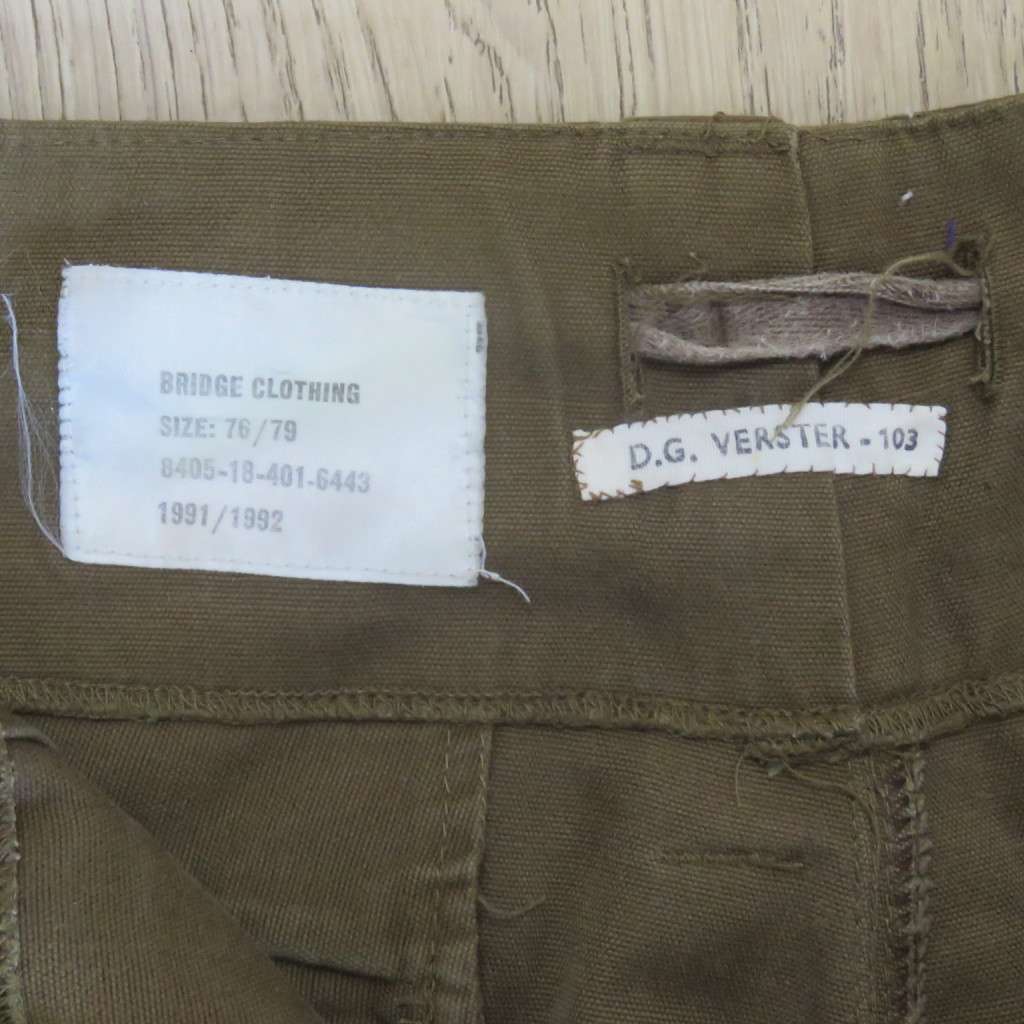 BRIDGE CLOTHING
SIZE: 76/79
8405-18-401-6443
1991/1992
D.G. VERSTER - 103